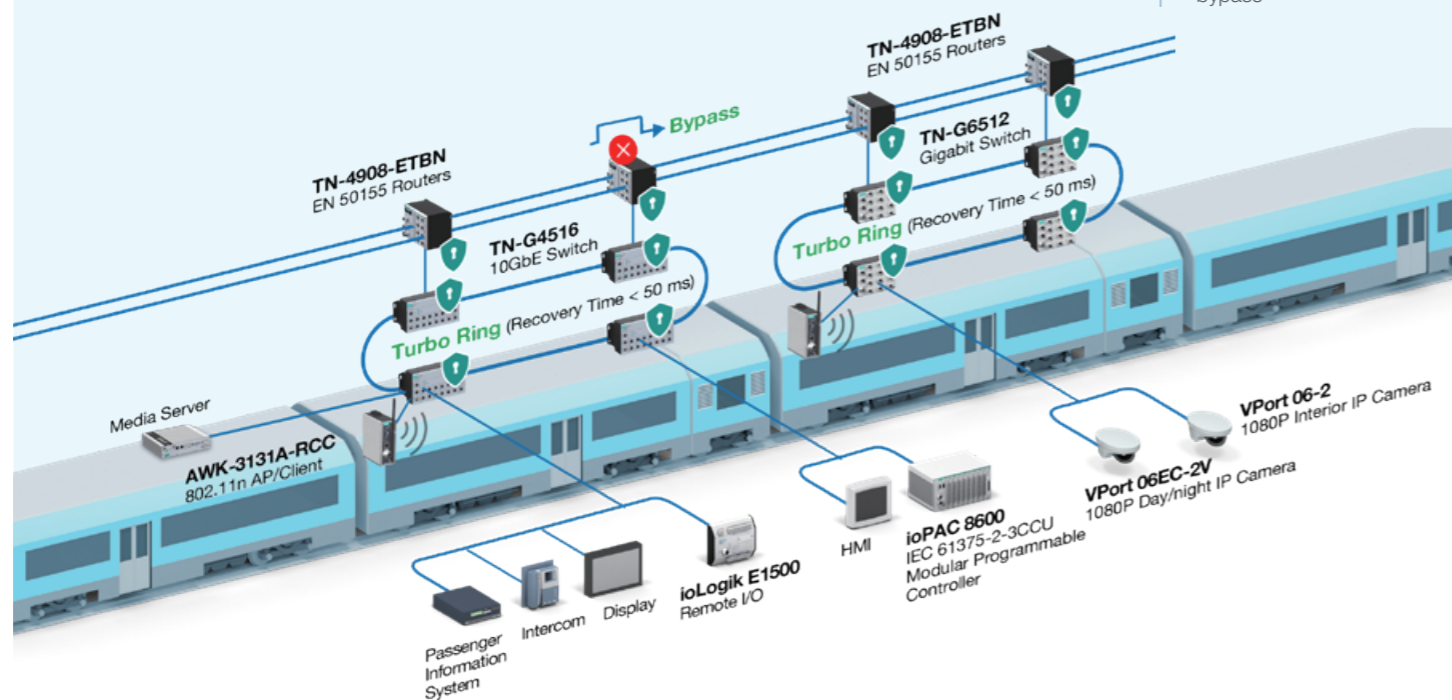 bypass
TN-4908-ETBN
EN 50155 Routers
Bypass
TN-4908-ETBN
EN 50155 Routers
TN-G6512
Gigabit Switch
TN-G4516
10GbE Switch
Turbo Ring (Recovery Time < 50 ms)
Turbo Ring (Recovery Time < 50 ms)
Media Server
AWK-3131A-RCC
802.11n AP/Client
VPort 06-2
1080P Interior IP Camera
VPort 06EC-2V
1080P Day/night IP Camera
ioPAC 8600
IEC 61375-2-3CCU
Modular Programmable
Controller
HMI
ioLogik E1500
Remote I/O
Display
Intercom
Passenger
Information
System